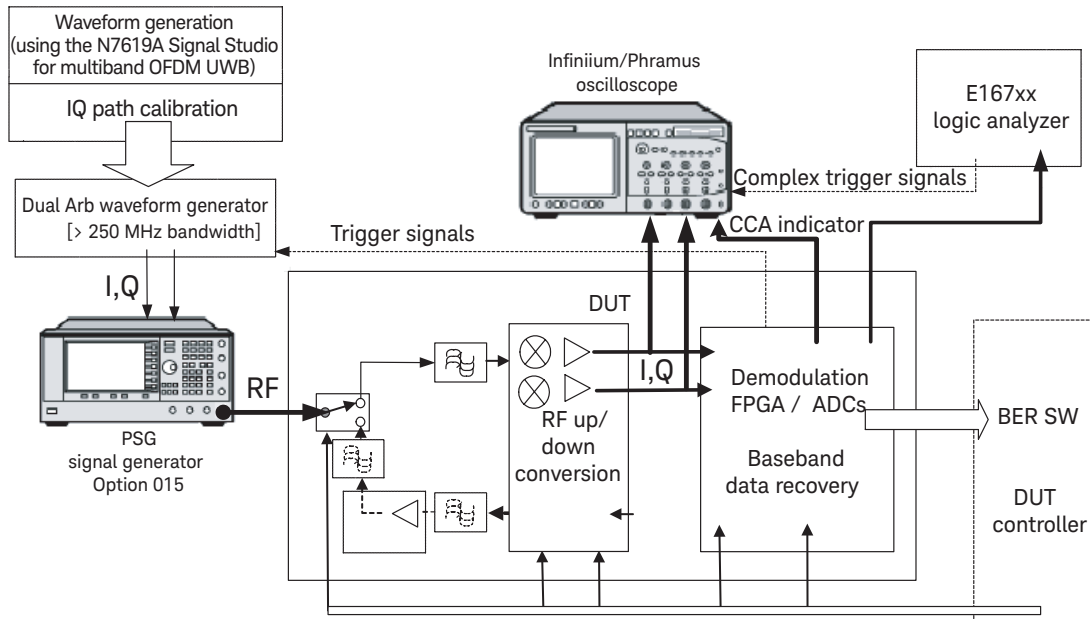 Waveform generation
(using the N7619A Signal Studio
for multiband OFDM UWB)
IQ path calibration
Dual Arb waveform generator
[> 250 MHz bandwidth]
I,Q
RF
PSG
signal generator
Option 015
Infiniium/Phramus
oscilloscope
E167xx
logic analyzer
Complex trigger signals
CCA indicator
Trigger signals
DUT
I,Q
RF up/
down
conversion
Demodulation
FPGA / ADCs
Baseband
data recovery
BER SW
DUT
controller